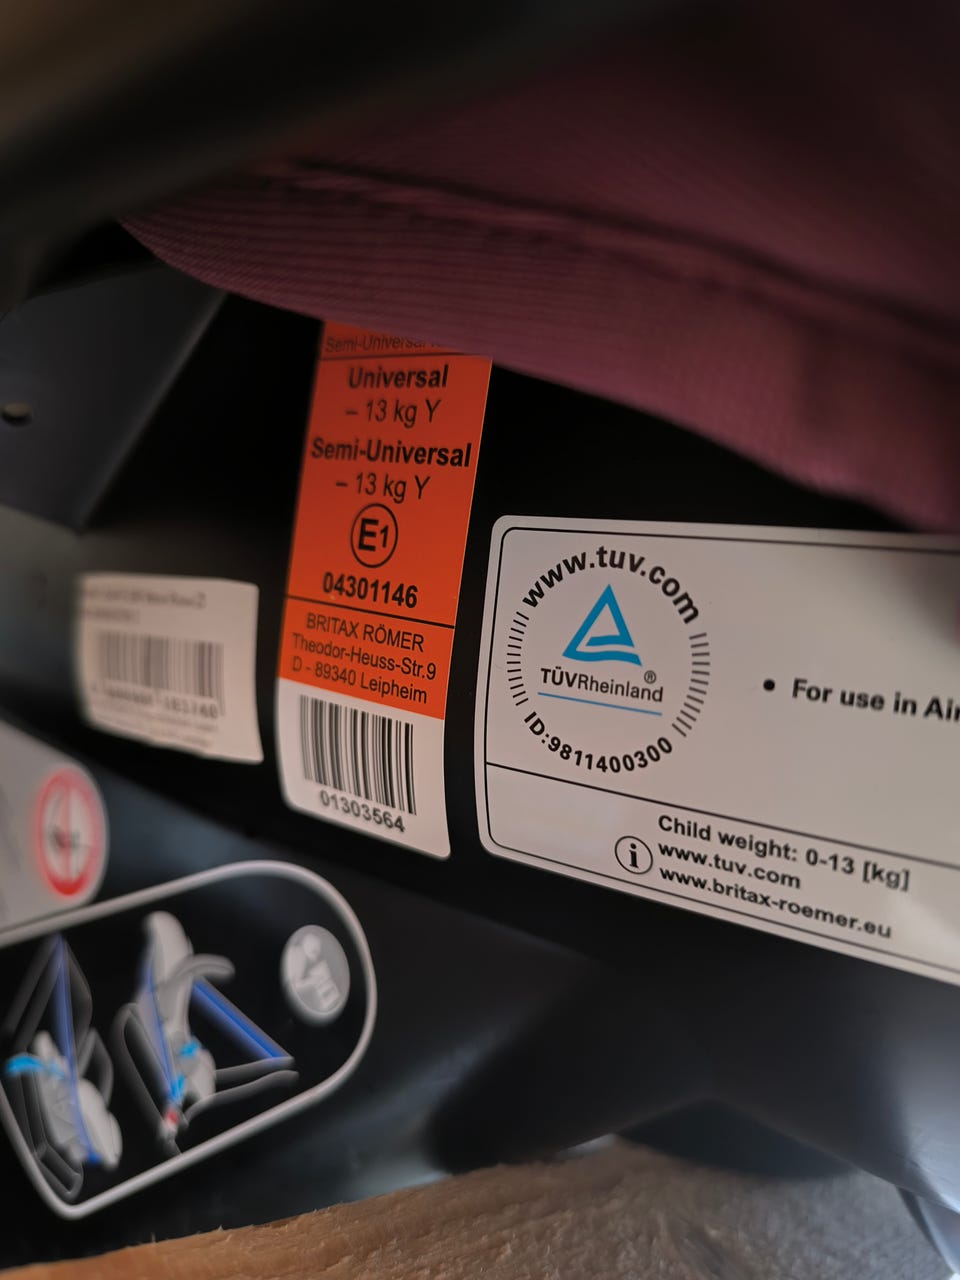 Semi-Universal
Universal
– 13 kg Y
Semi-Universal
– 13 kg Y
E1
04301146
BRITAX RÖMER
Theodor-Heuss-Str.9
D - 89340 Leipheim
01303564
www.tuv.com
TÜVRheinland®
ID:9811400300
• For use in Air
i
Child weight: 0-13 [kg]
www.tuv.com
www.britax-roemer.eu